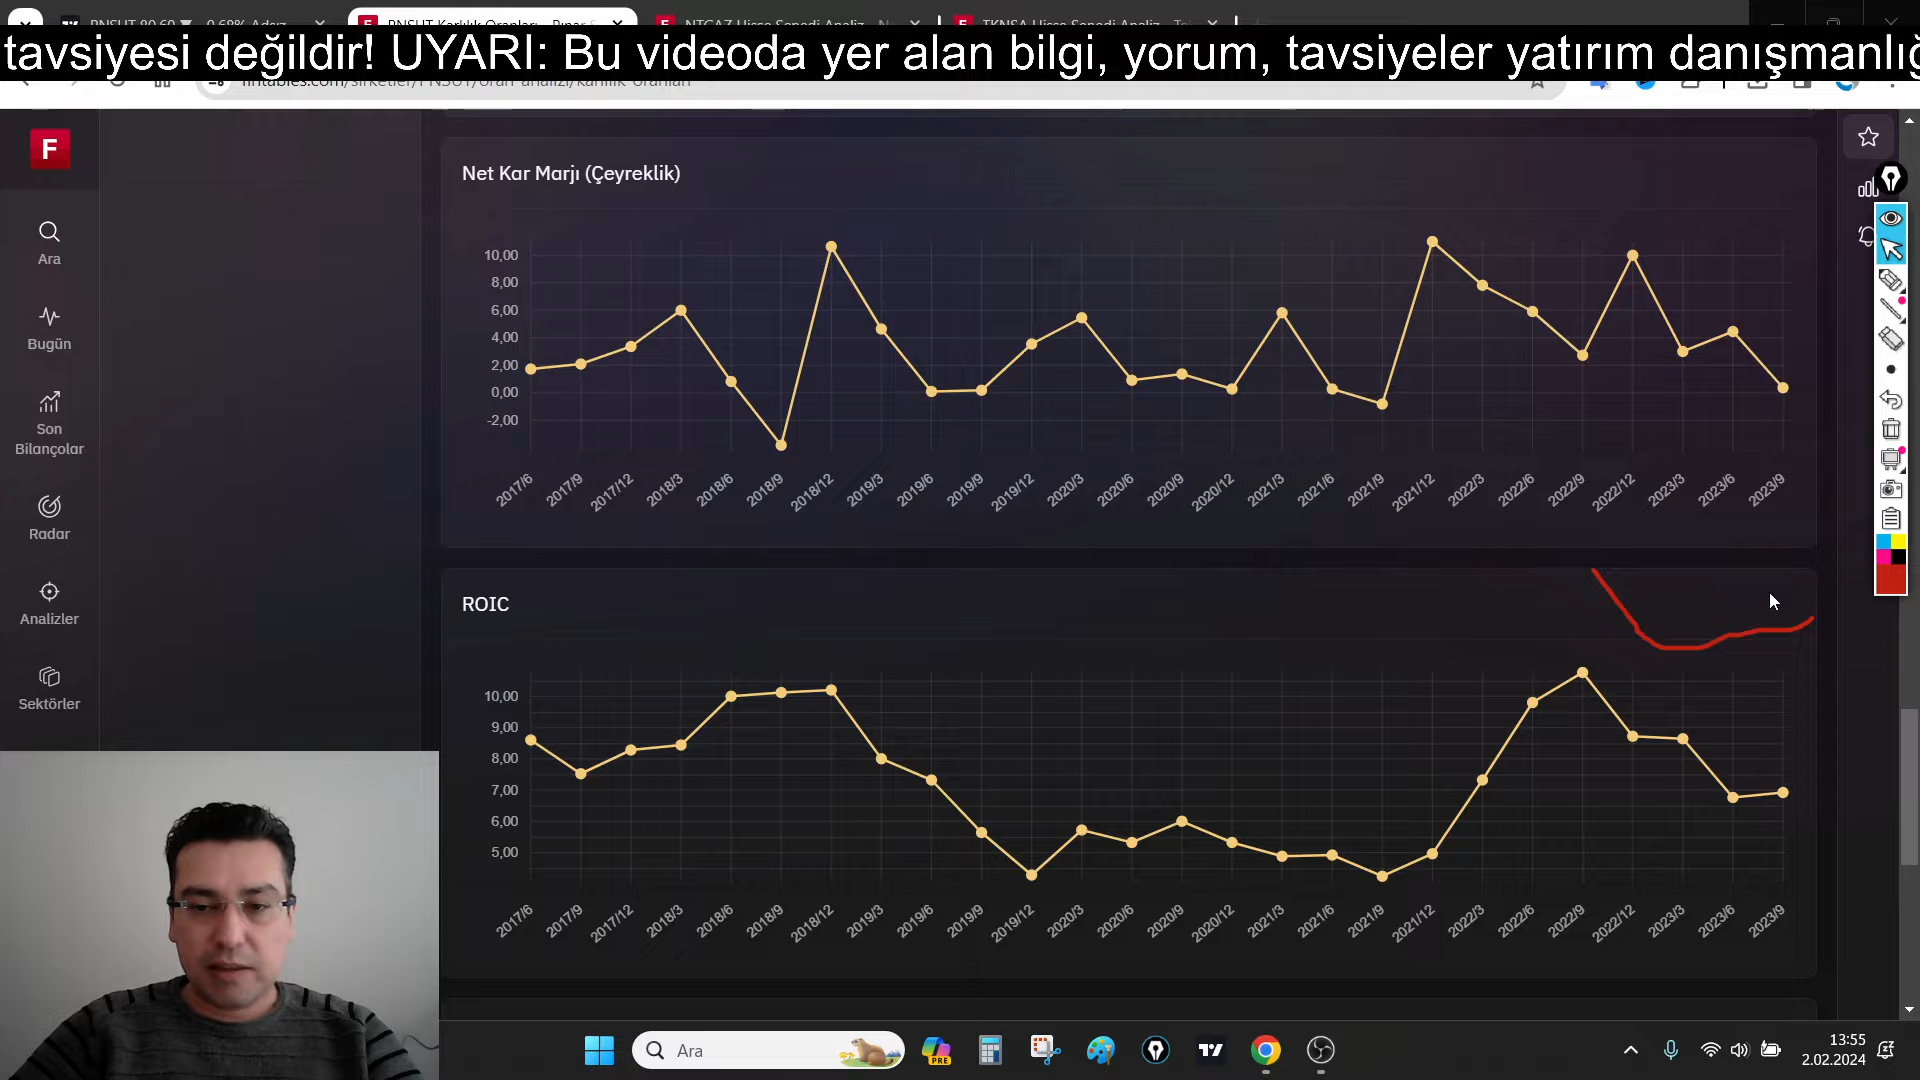 tavsiyesi değildir! UYARI: Bu videoda yer alan bilgi, yorum, tavsiyeler yatırım danışmanlığ
Net Kar Marjı (Çeyreklik)
10,00
8,00
6,00
4,00
2,00
0,00
-2,00
2017/6 2017/9 2017/12 2018/3 2018/6 2018/9 2018/12 2019/3 2019/6 2019/9 2019/12 2020/3 2020/6 2020/9 2020/12 2021/3 2021/6 2021/9 2021/12 2022/3 2022/6 2022/9 2022/12 2023/3 2023/6 2023/9
ROIC
10,00
9,00
8,00
7,00
6,00
5,00
2017/6 2017/9 2017/12 2018/3 2018/6 2018/9 2018/12 2019/3 2019/6 2019/9 2019/12 2020/3 2020/6 2020/9 2020/12 2021/3 2021/6 2021/9 2021/12 2022/3 2022/6 2022/9 2022/12 2023/3 2023/6 2023/9
F
Ara
Bugün
Son
Bilançolar
Radar
Analizler
Sektörler
Ara
PRE
13:55
2.02.2024